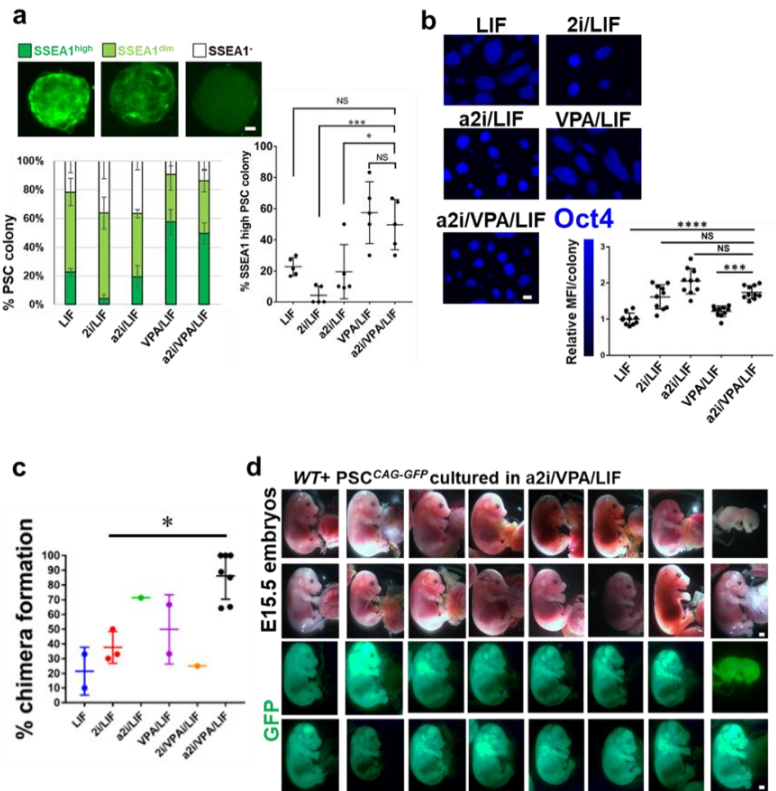 a
SSEA1high SSEA1dim SSEA1-
100%
80%
60%
40%
20%
0%
% PSC colony
LIF
2i/LIF
a2i/LIF
VPA/LIF
a2i/VPA/LIF
NS
***
*
NS
100
80
60
40
20
0
% SSEA1 high PSC colony
LIF
2i/LIF
a2i/LIF
VPA/LIF
a2i/VPA/LIF
b
LIF 2i/LIF
a2i/LIF VPA/LIF
a2i/VPA/LIF Oct4
****
NS
NS
***
3
2
1
0
Relative MFI/colony
LIF
2i/LIF
a2i/LIF
VPA/LIF
a2i/VPA/LIF
c
*
100
90
80
70
60
50
40
30
20
10
0
% chimera formation
LIF
2i/LIF
a2i/LIF
VPA/LIF
2i/VPAi/LIF
a2i/VPA/LIF
d
WT+ PSCCAG-GFP cultured in a2i/VPA/LIF
E15.5 embryos
GFP